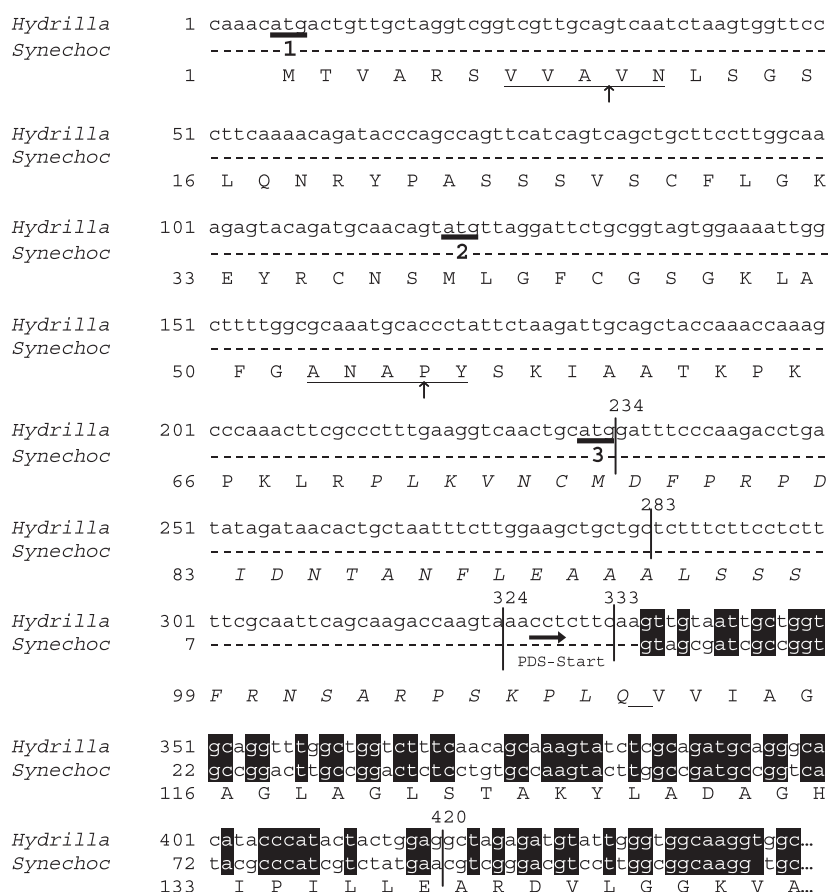 Hydrilla 1 caaacatgactgttgctaggtcggtcgttgcagtcaatctaagtggttcc
Synechoc --------------------------------------------------
1
1 M T V A R S V V A V N L S G S
↑
Hydrilla 51 cttcaaaacagatacccagccagttcatcagtcagctgcttccttggcaa
Synechoc --------------------------------------------------
16 L Q N R Y P A S S S V S C F L G K
Hydrilla 101 agagtacagatgcaacagtatgttaggattctgcggtagtggaaaattgg
Synechoc --------------------------------------------------
2
33 E Y R C N S M L G F C G S G K L A
Hydrilla 151 cttttggcgcaaatgcaccctattctaagattgcagctaccaaaccaaag
Synechoc --------------------------------------------------
50 F G A N A P Y S K I A A T K P K
↑
234
Hydrilla 201 cccaaacttcgccctttgaaggtcaactgcatggatttcccaagacctga
Synechoc --------------------------------------------------
3
66 P K L R P L K V N C M D F P R P D
283
Hydrilla 251 tatagataacactgctaatttcttggaagctgctgctctttcttcctctt
Synechoc --------------------------------------------------
83 I D N T A N F L E A A A L S S S
324 333
Hydrilla 301 ttcgcaattcagcaagaccaagtaaacctcttcaagttgtaattgctggt
Synechoc 7 -----------------------------------gtagcgatcgccggt
PDS-Start
99 F R N S A R P S K P L Q V V I A G
Hydrilla 351 gcaggtttggctggtctttcaacagcaaagtatctcgcagatgcagggca
Synechoc 22 gccggacttgccggactctcctgtgccaagtacttggccgatgccggtca
116 A G L A G L S T A K Y L A D A G H
420
Hydrilla 401 catacccatactactggaggctagagatgtattgggtggcaaggtggc…
Synechoc 72 tacgcccatcgtctatgaacgtcgggacgtccttggcggcaagg tgc…
133 I P I L L E A R D V L G G K V A…